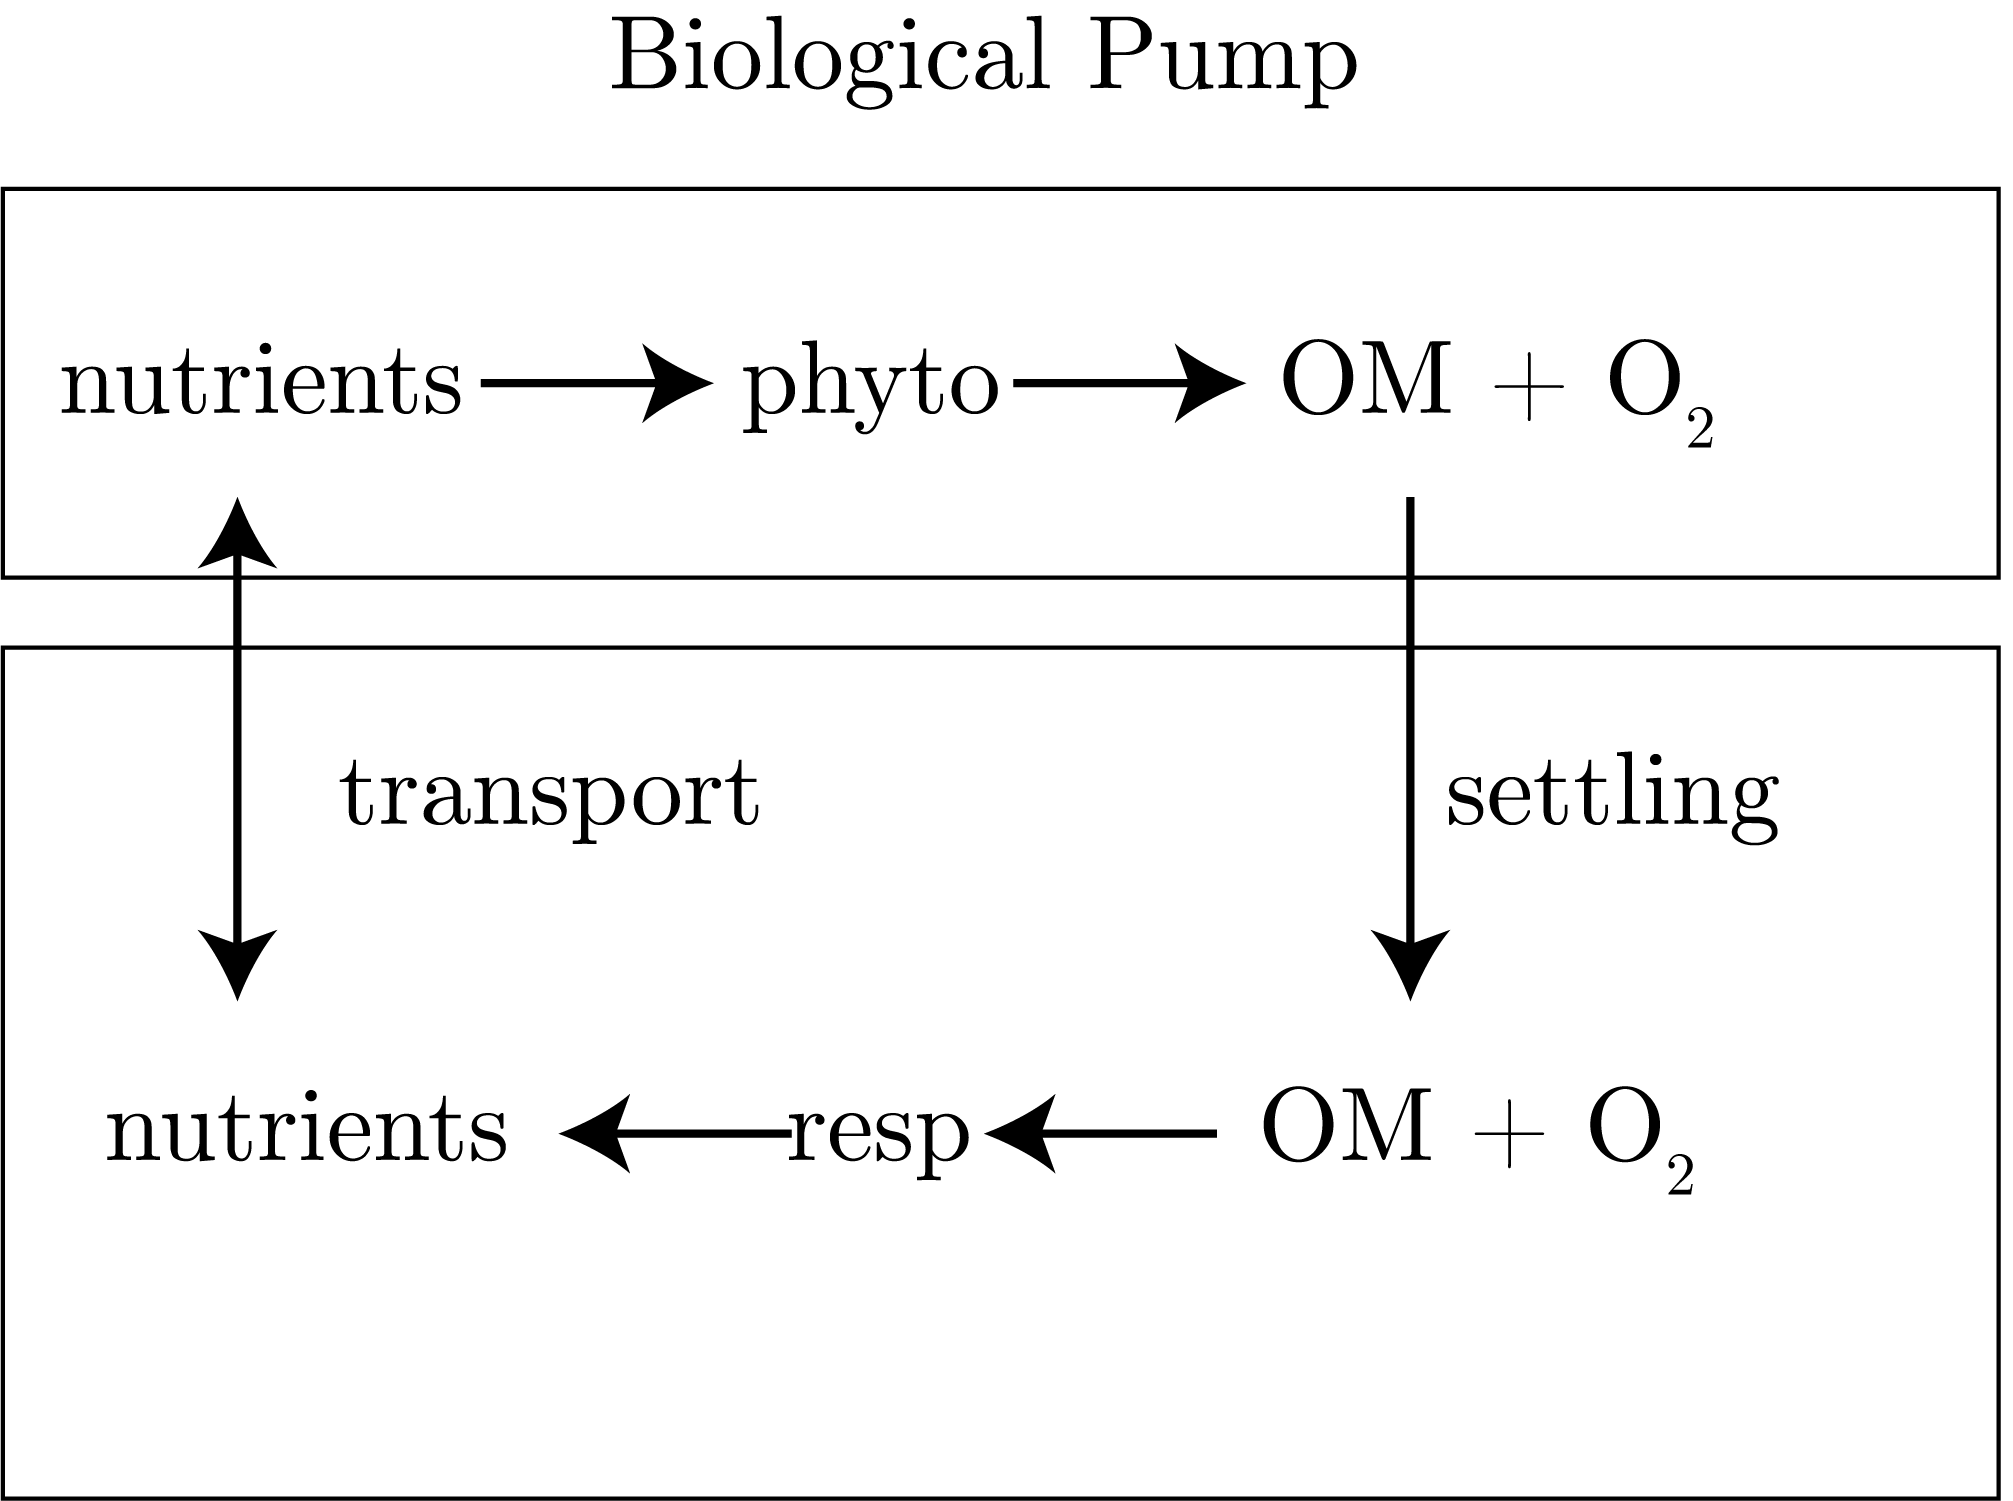 Biological Pump
nutrients phyto OM + O₂
transport settling
nutrients resp OM + O₂